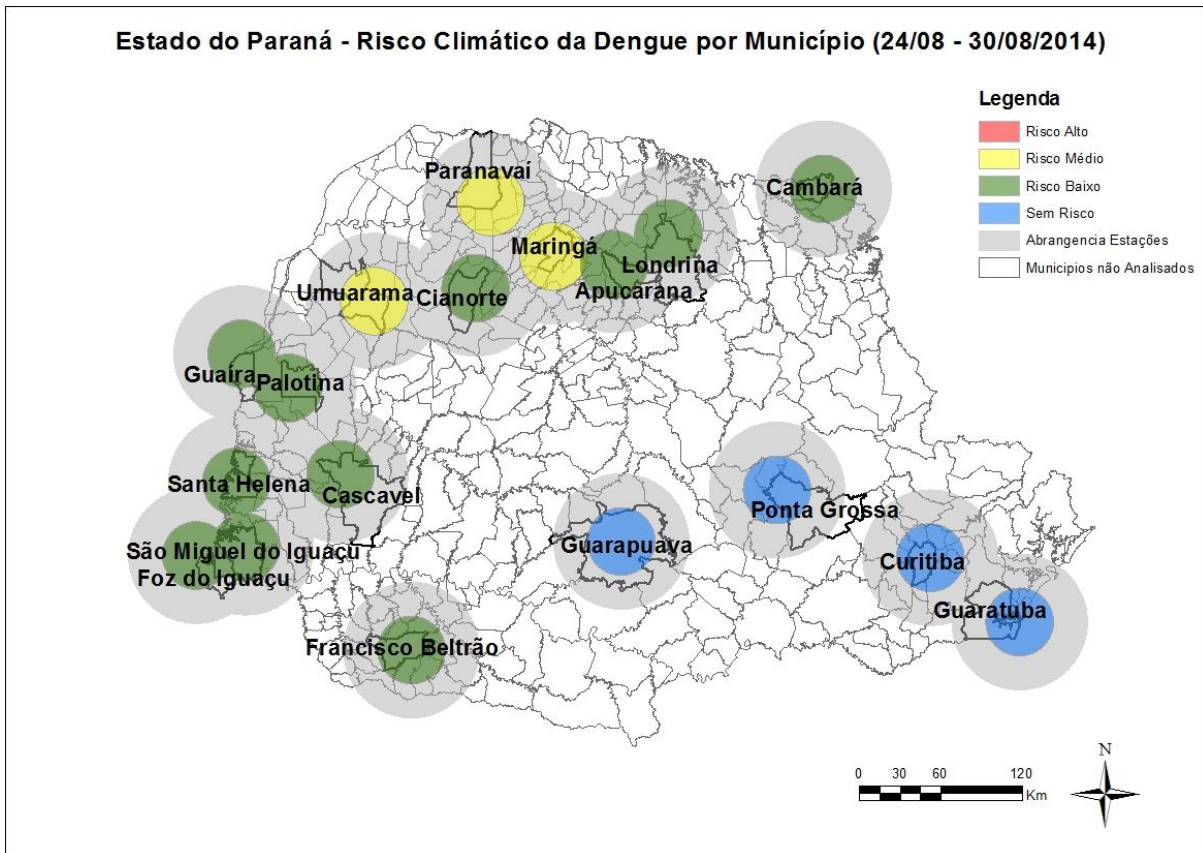 Estado do Paraná - Risco Climático da Dengue por Município (24/08 - 30/08/2014)
Legenda
Risco Alto
Risco Médio
Risco Baixo
Sem Risco
Abrangencia Estações
Municipios não Analisados
Paranavaí
Cambará
Maringá
Londrina
Umuarama
Cianorte
Apucarana
Guaíra
Palotina
Santa Helena
Cascavel
Ponta Grossa
São Miguel do Iguaçu
Guarapuava
Foz do Iguaçu
Curitiba
Guaratuba
Francisco Beltrão
N
0 30 60 120
Km